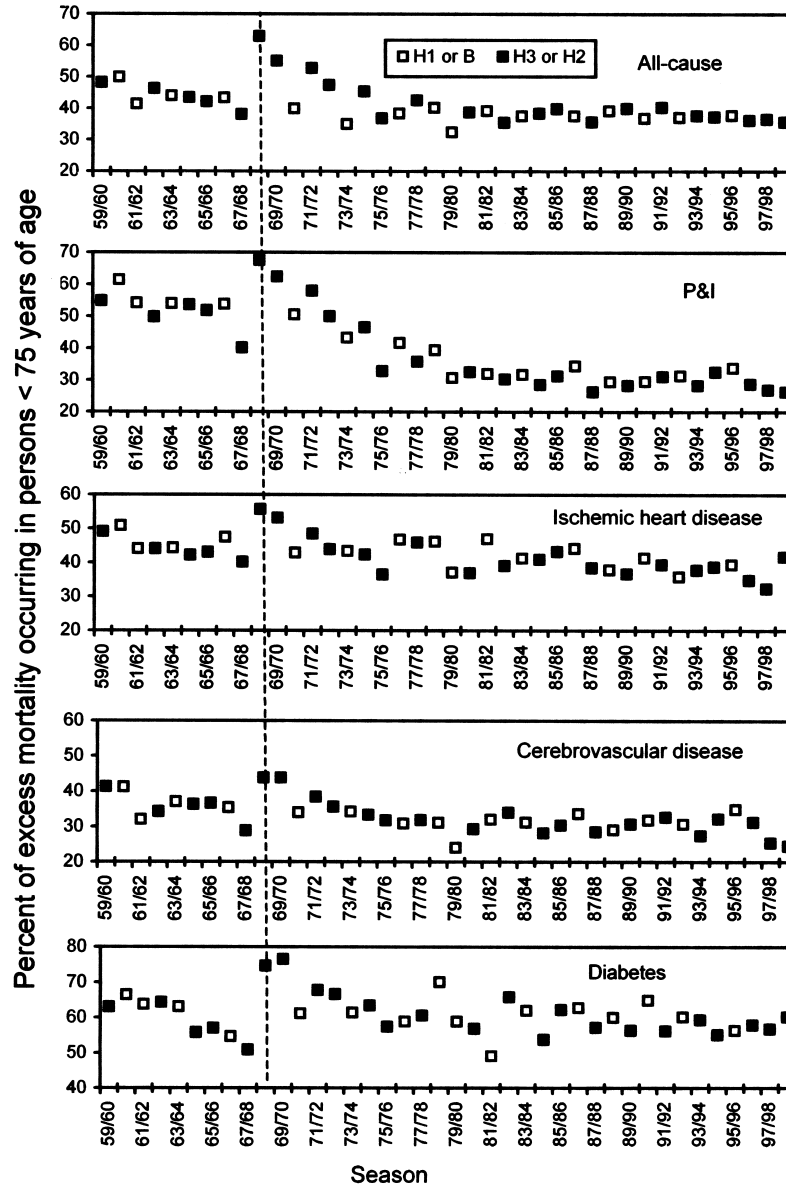 Percent of excess mortality occurring in persons < 75 years of age
70
60
50
40
30
20
H1 or B H3 or H2
All-cause
59/60 61/62 63/64 65/66 67/68 69/70 71/72 73/74 75/76 77/78 79/80 81/82 83/84 85/86 87/88 89/90 91/92 93/94 95/96 97/98
70
60
50
40
30
20
P&I
59/60 61/62 63/64 65/66 67/68 69/70 71/72 73/74 75/76 77/78 79/80 81/82 83/84 85/86 87/88 89/90 91/92 93/94 95/96 97/98
60
50
40
30
20
Ischemic heart disease
59/60 61/62 63/64 65/66 67/68 69/70 71/72 73/74 75/76 77/78 79/80 81/82 83/84 85/86 87/88 89/90 91/92 93/94 95/96 97/98
60
50
40
30
20
Cerebrovascular disease
59/60 61/62 63/64 65/66 67/68 69/70 71/72 73/74 75/76 77/78 79/80 81/82 83/84 85/86 87/88 89/90 91/92 93/94 95/96 97/98
80
70
60
50
40
Diabetes
59/60 61/62 63/64 65/66 67/68 69/70 71/72 73/74 75/76 77/78 79/80 81/82 83/84 85/86 87/88 89/90 91/92 93/94 95/96 97/98
Season